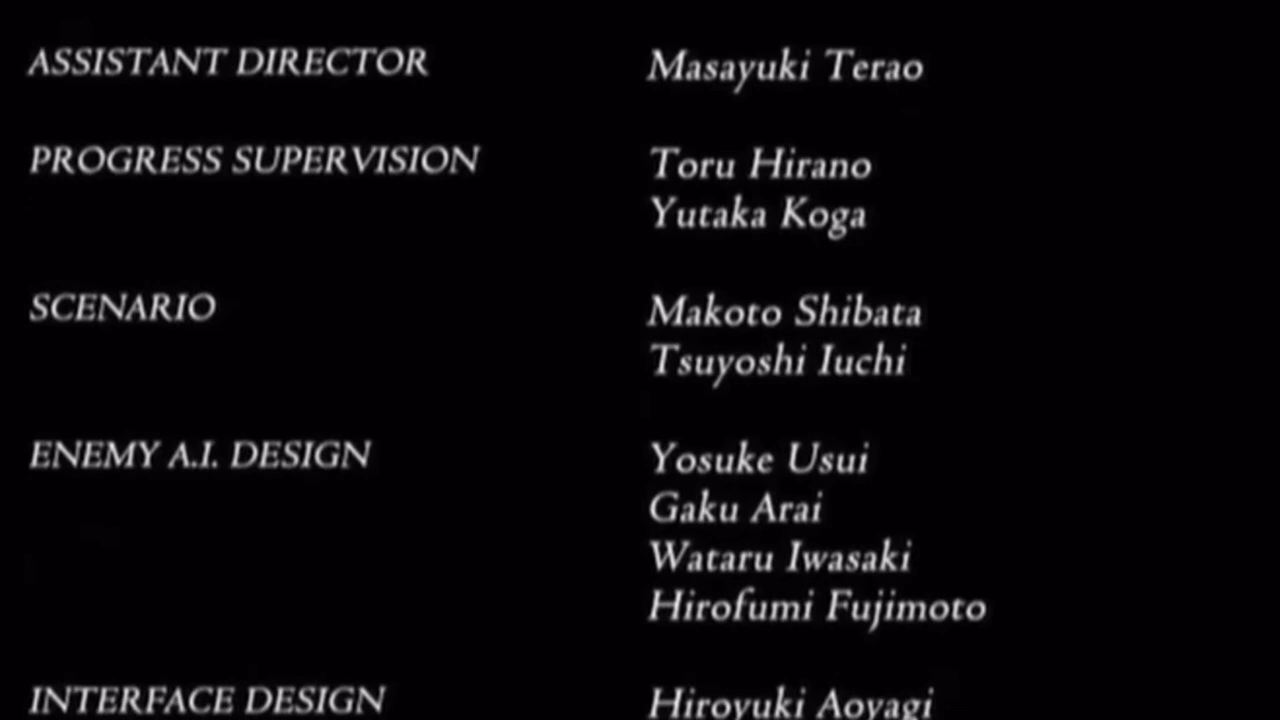 ASSISTANT DIRECTOR Masayuki Terao
PROGRESS SUPERVISION Toru Hirano
Yutaka Koga
SCENARIO Makoto Shibata
Tsuyoshi Iuchi
ENEMY A.I. DESIGN Yosuke Usui
Gaku Arai
Wataru Iwasaki
Hirofumi Fujimoto
INTERFACE DESIGN Hiroyuki Aoyagi